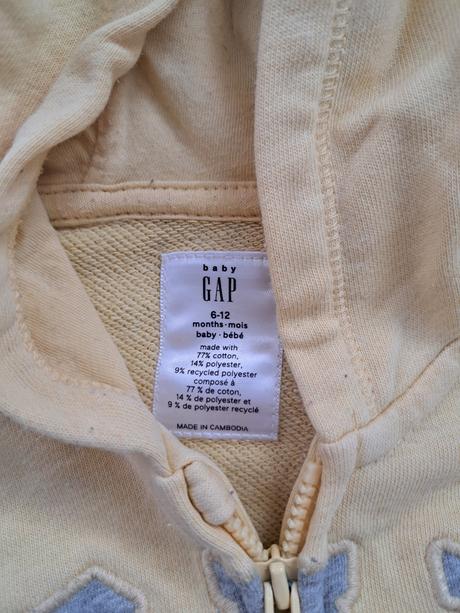 baby
GAP
6-12
months·mois
baby·bébé
made with
77% cotton,
14% polyester,
9% recycled polyester
composé à
77 % de coton,
14 % de polyester et
9 % de polyester recyclé
MADE IN CAMBODIA